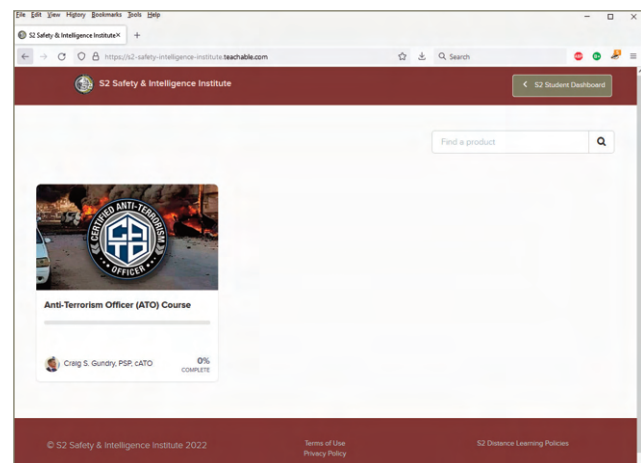 File Edit View History Bookmarks Tools Help
S2 Safety & Intelligence Institute ×
https://s2-safety-intelligence-institute.teachable.com
Search
S2 Safety & Intelligence Institute
S2 Student Dashboard
Find a product
CERTIFIED ANTI-TERRORISM
CATO
OFFICER
Anti-Terrorism Officer (ATO) Course
Craig S. Gundry, PSP, cATO
0%
COMPLETE
© S2 Safety & Intelligence Institute 2022
Terms of Use
Privacy Policy
S2 Distance Learning Policies